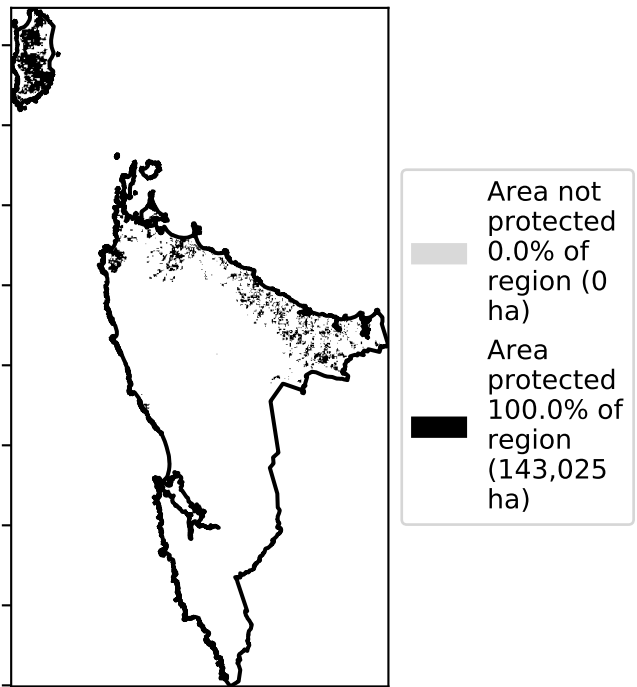 Area not
protected
0.0% of
region (0
ha)
Area
protected
100.0% of
region
(143,025
ha)